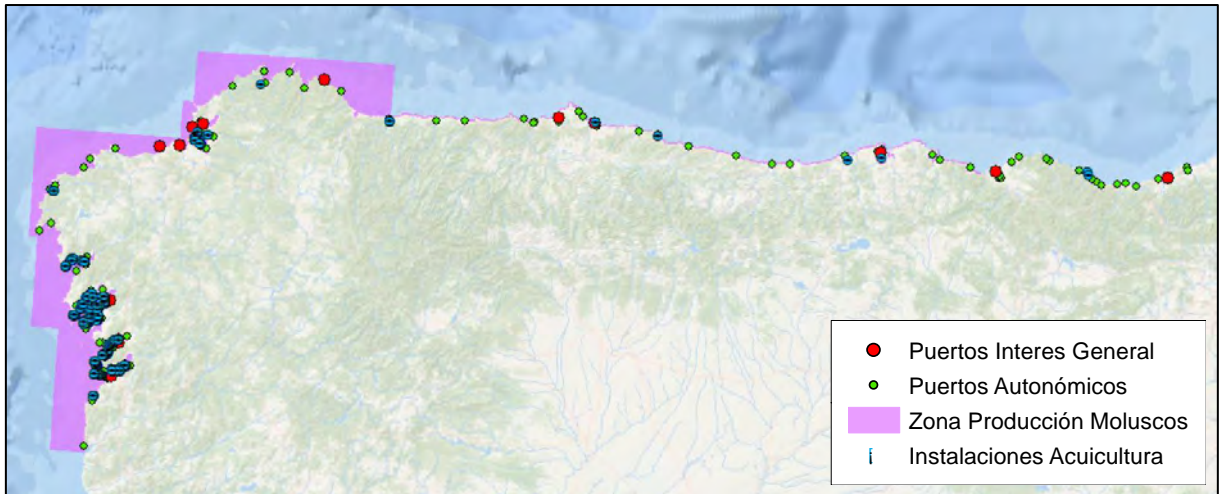 Puertos Interes General
Puertos Autonómicos
Zona Producción Moluscos
Instalaciones Acuicultura